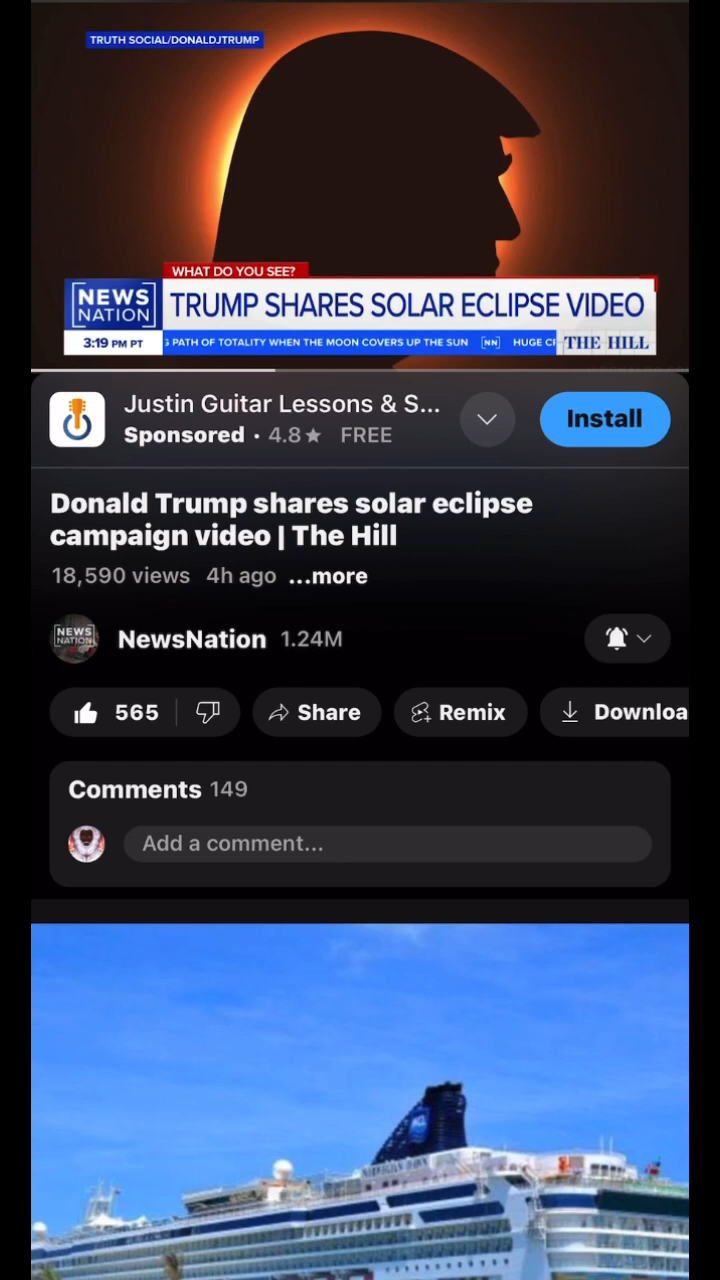 TRUTH SOCIAL/DONALDJTRUMP
WHAT DO YOU SEE?
NEWS
NATION
TRUMP SHARES SOLAR ECLIPSE VIDEO
3:19 PM PT
PATH OF TOTALITY WHEN THE MOON COVERS UP THE SUN [NN] HUGE THE HILL
Justin Guitar Lessons & S...
Sponsored • 4.8★ FREE
Install
Donald Trump shares solar eclipse
campaign video | The Hill
18,590 views 4h ago ...more
NEWS
NATION
NewsNation 1.24M
565
Share
Remix
Downloa
Comments 149
Add a comment...